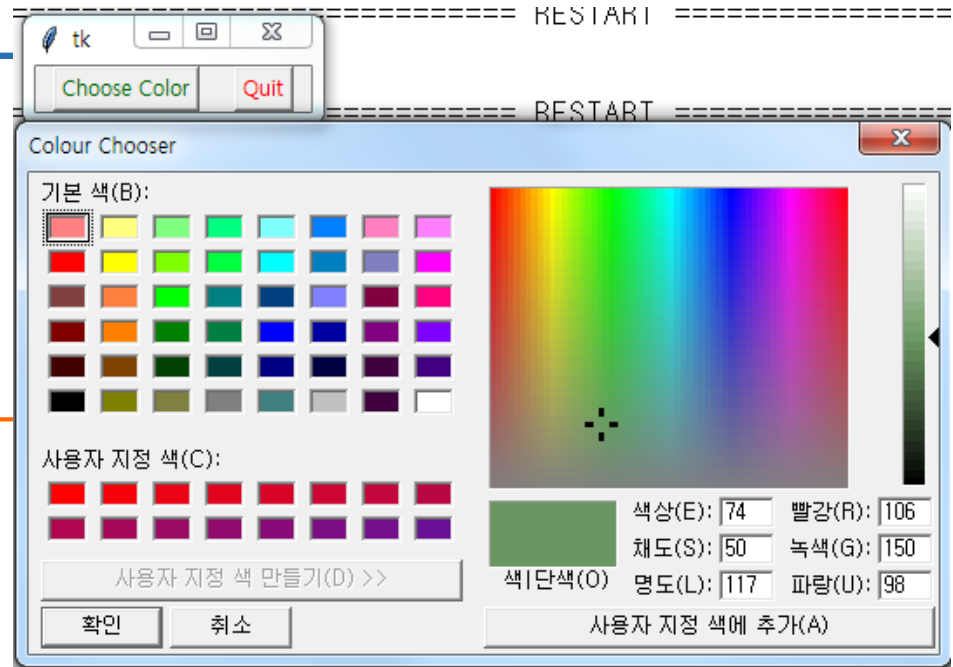 ========================== RESTART ================
tk
Choose Color Quit
=========== RESTART ================
Colour Chooser
기본 색(B):
사용자 지정 색(C):
사용자 지정 색 만들기(D) >>
확인 취소
색상(E): 74 빨강(R): 106
채도(S): 50 녹색(G): 150
색|단색(O) 명도(L): 117 파랑(U): 98
사용자 지정 색에 추가(A)